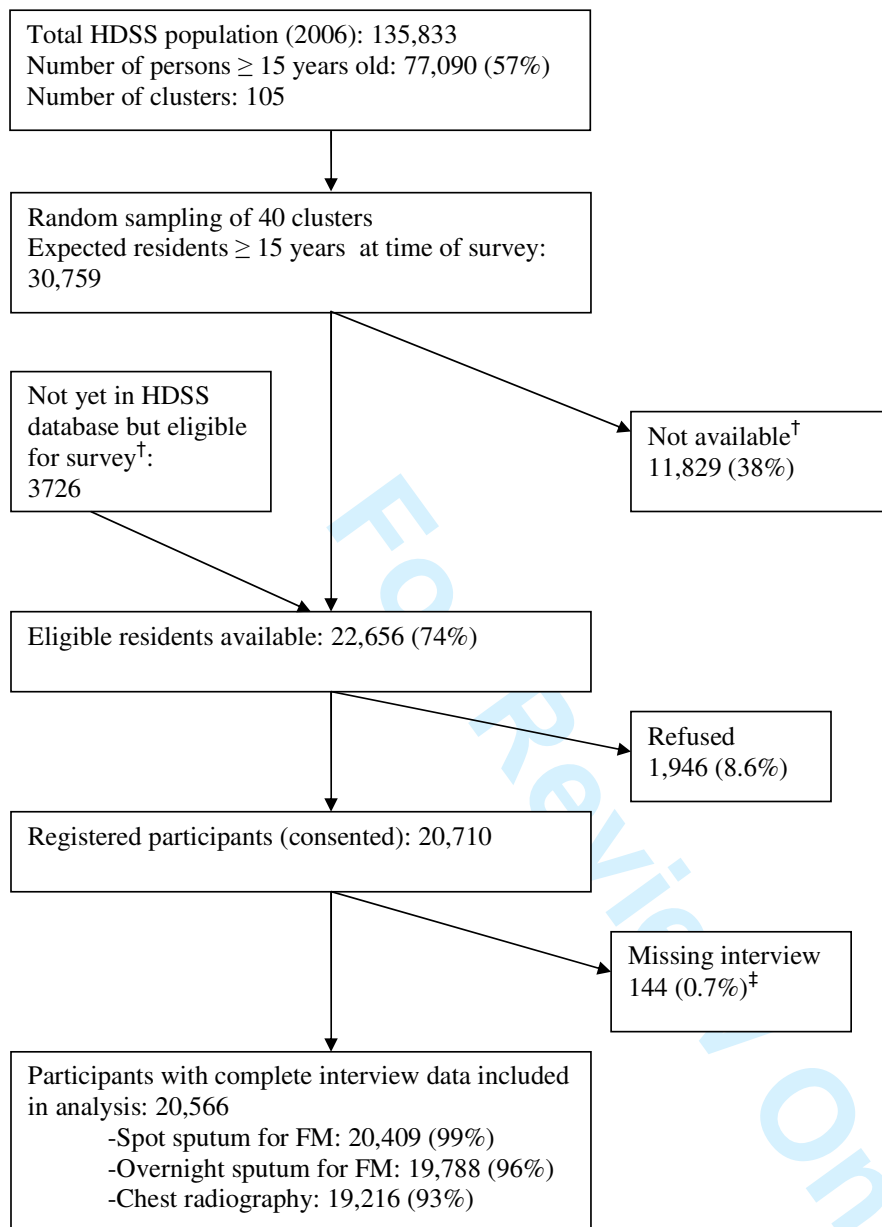 Total HDSS population (2006): 135,833
Number of persons ≥ 15 years old: 77,090 (57%)
Number of clusters: 105
Random sampling of 40 clusters
Expected residents ≥ 15 years at time of survey:
30,759
Not yet in HDSS
database but eligible
for survey†:
3726
Not available†
11,829 (38%)
Eligible residents available: 22,656 (74%)
Refused
1,946 (8.6%)
Registered participants (consented): 20,710
Missing interview
144 (0.7%)‡
Participants with complete interview data included
in analysis: 20,566
-Spot sputum for FM: 20,409 (99%)
-Overnight sputum for FM: 19,788 (96%)
-Chest radiography: 19,216 (93%)
For Review On